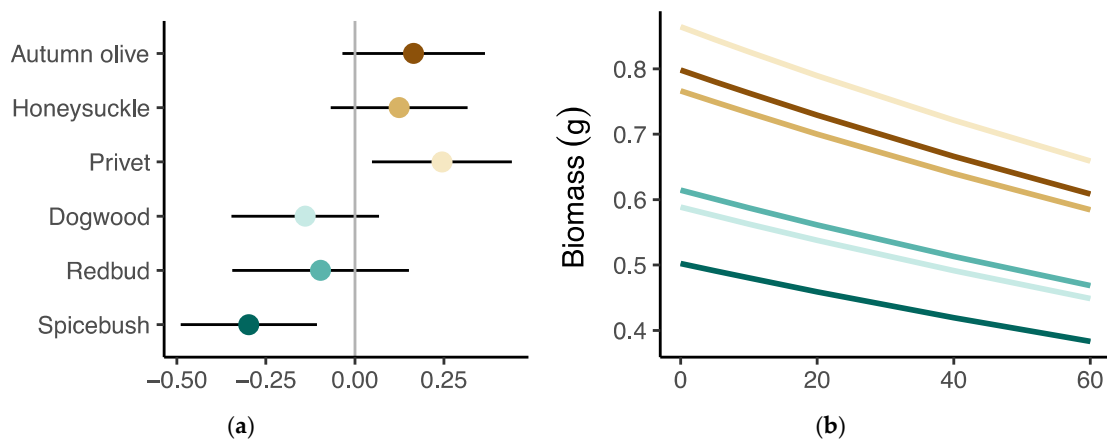 Autumn olive
Honeysuckle
Privet
Dogwood
Redbud
Spicebush
−0.50 −0.25 0.00 0.25
(a)
Biomass (g)
0.8
0.7
0.6
0.5
0.4
0 20 40 60
(b)